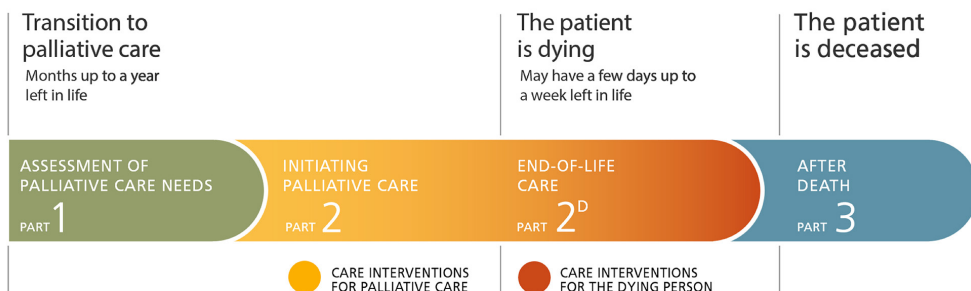 Transition to
palliative care
Months up to a year
left in life
The patient
is dying
May have a few days up to
a week left in life
The patient
is deceased
ASSESSMENT OF
PALLIATIVE CARE NEEDS
PART 1
INITIATING
PALLIATIVE CARE
PART 2
END-OF-LIFE
CARE
PART 2D
AFTER
DEATH
PART 3
CARE INTERVENTIONS
FOR PALLIATIVE CARE
CARE INTERVENTIONS
FOR THE DYING PERSON